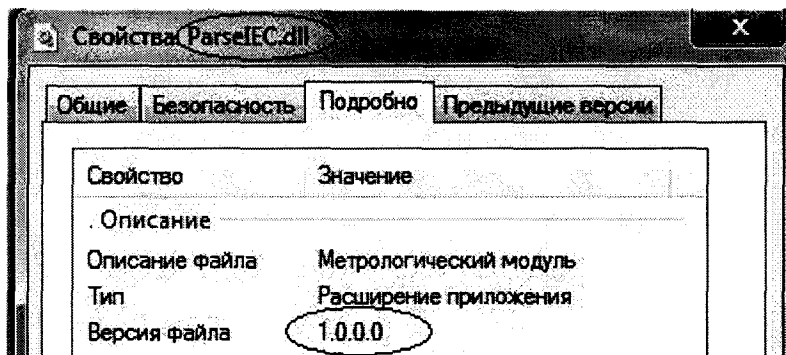 Свойства: ParseIEC.dll
x
Общие Безопасность Подробно Предыдущие версии
Свойство Значение
Описание
Описание файла Метрологический модуль
Тип Расширение приложения
Версия файла 1.0.0.0